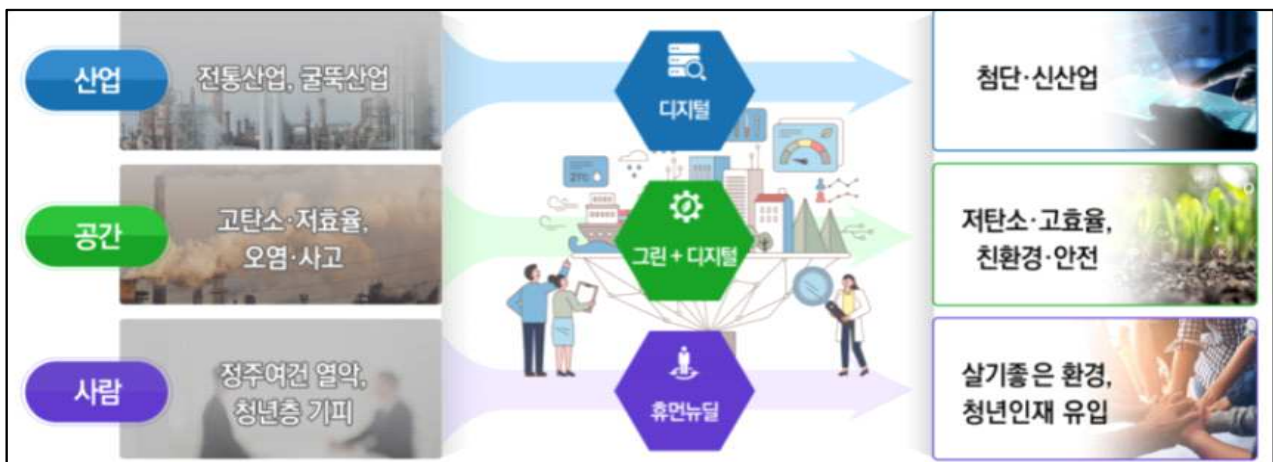 산업
전통산업, 굴뚝산업
디지털
첨단·신산업
21℃
공간
고탄소·저효율,
오염·사고
그린 + 디지털
저탄소·고효율,
친환경·안전
사람
정주여건 열악,
청년층 기피
휴먼뉴딜
살기좋은 환경,
청년인재 유입